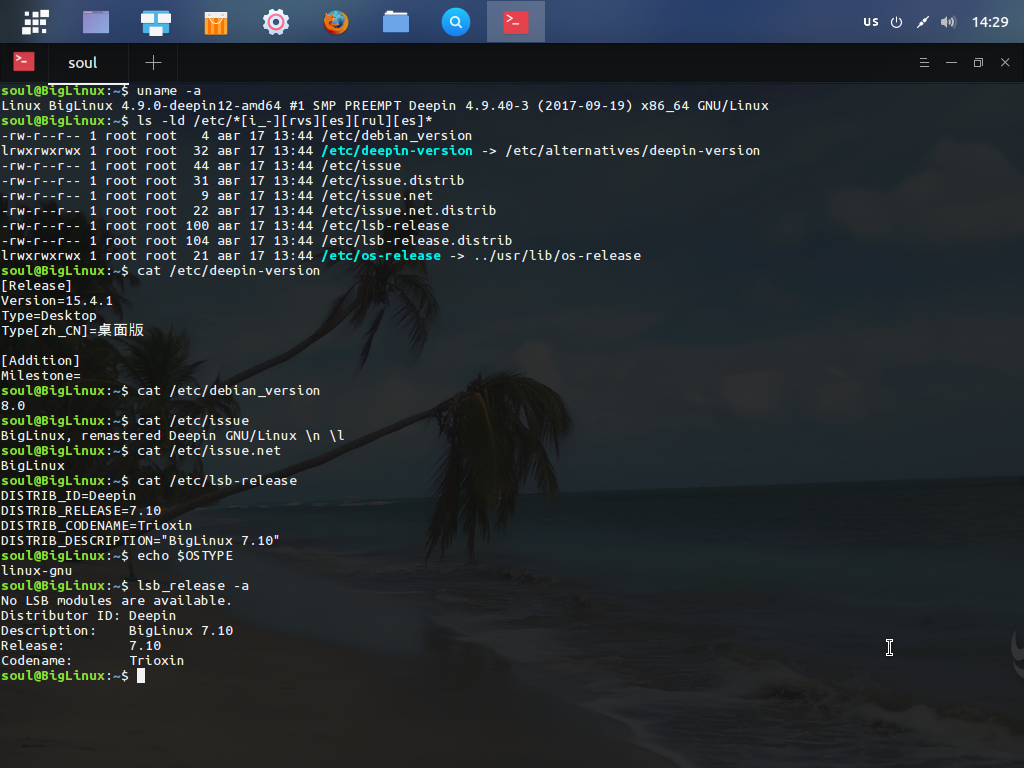 US 14:29
soul
soul@BigLinux:~$ uname -a
Linux BigLinux 4.9.0-deepin12-amd64 #1 SMP PREEMPT Deepin 4.9.40-3 (2017-09-19) x86_64 GNU/Linux
soul@BigLinux:~$ ls -ld /etc/*[i_-][rvs][es][rul][es]*
-rw-r--r-- 1 root root   4 авг 17 13:44 /etc/debian_version
lrwxrwxrwx 1 root root  32 авг 17 13:44 /etc/deepin-version -> /etc/alternatives/deepin-version
-rw-r--r-- 1 root root  44 авг 17 13:44 /etc/issue
-rw-r--r-- 1 root root  31 авг 17 13:44 /etc/issue.distrib
-rw-r--r-- 1 root root   9 авг 17 13:44 /etc/issue.net
-rw-r--r-- 1 root root  22 авг 17 13:44 /etc/issue.net.distrib
-rw-r--r-- 1 root root 100 авг 17 13:44 /etc/lsb-release
-rw-r--r-- 1 root root 104 авг 17 13:44 /etc/lsb-release.distrib
lrwxrwxrwx 1 root root  21 авг 17 13:44 /etc/os-release -> ../usr/lib/os-release
soul@BigLinux:~$ cat /etc/deepin-version
[Release]
Version=15.4.1
Type=Desktop
Type[zh_CN]=桌面版
[Addition]
Milestone=
soul@BigLinux:~$ cat /etc/debian_version
8.0
soul@BigLinux:~$ cat /etc/issue
BigLinux, remastered Deepin GNU/Linux \n \l
soul@BigLinux:~$ cat /etc/issue.net
BigLinux
soul@BigLinux:~$ cat /etc/lsb-release
DISTRIB_ID=Deepin
DISTRIB_RELEASE=7.10
DISTRIB_CODENAME=Trioxin
DISTRIB_DESCRIPTION="BigLinux 7.10"
soul@BigLinux:~$ echo $OSTYPE
linux-gnu
soul@BigLinux:~$ lsb_release -a
No LSB modules are available.
Distributor ID: Deepin
Description:    BigLinux 7.10
Release:        7.10
Codename:       Trioxin
soul@BigLinux:~$